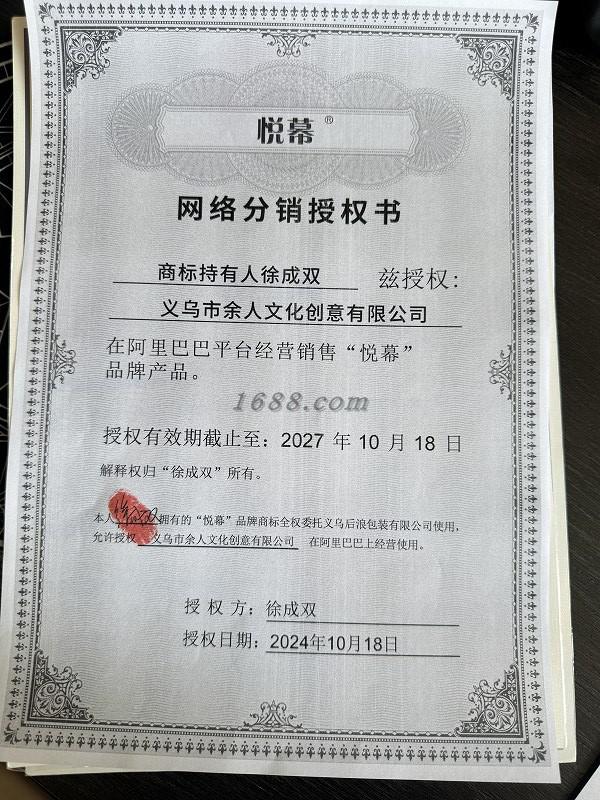 悦幕®
网络分销授权书
商标持有人徐成双 兹授权:
义乌市余人文化创意有限公司
在阿里巴巴平台经营销售“悦幕”
品牌产品。
1688.com
授权有效期截止至: 2027 年 10 月 18 日
解释权归“徐成双”所有。
本人徐成双拥有的“悦幕”品牌商标全权委托义乌后浪包装有限公司使用,
允许授权 义乌市余人文化创意有限公司 在阿里巴巴上经营使用。
授 权 方: 徐成双
授权日期: 2024年10月18日